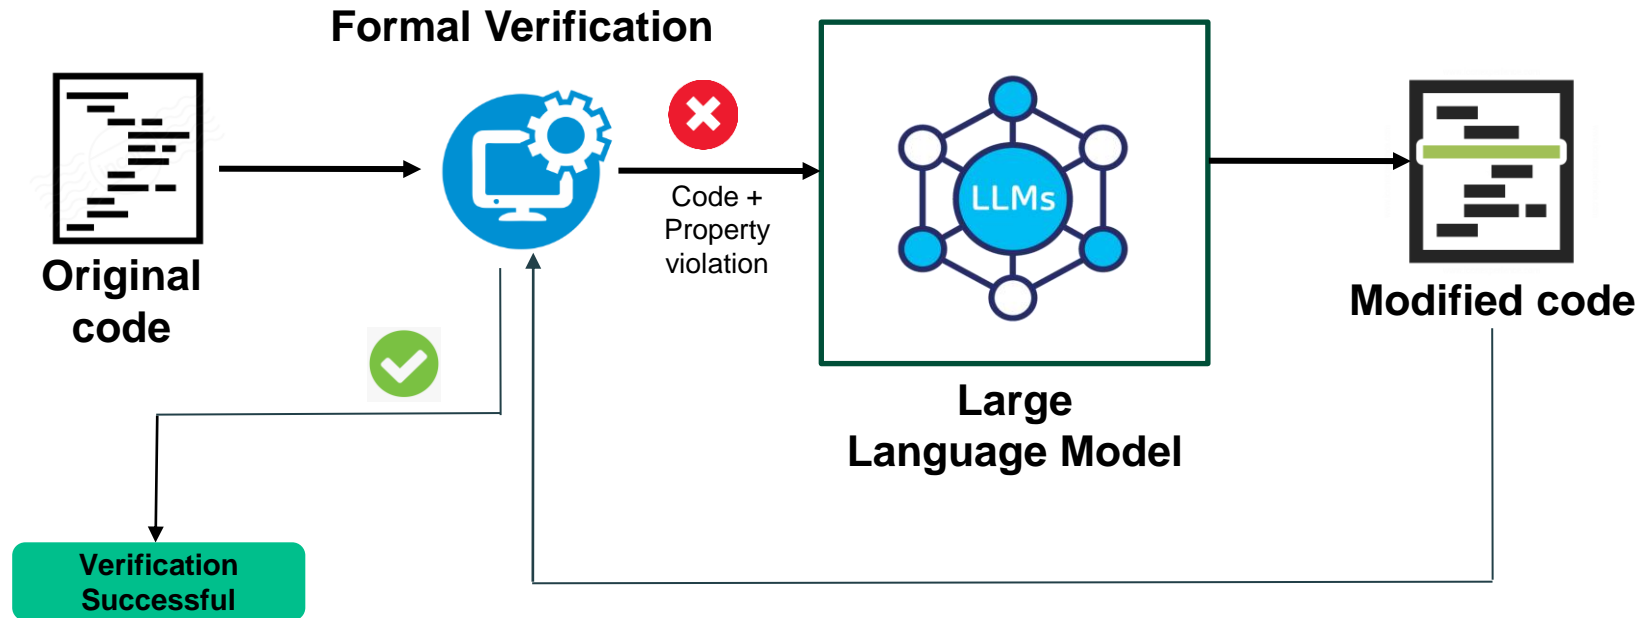 Formal Verification
Original
code
Code +
Property
violation
LLMs
Large
Language Model
Modified code
Verification
Successful